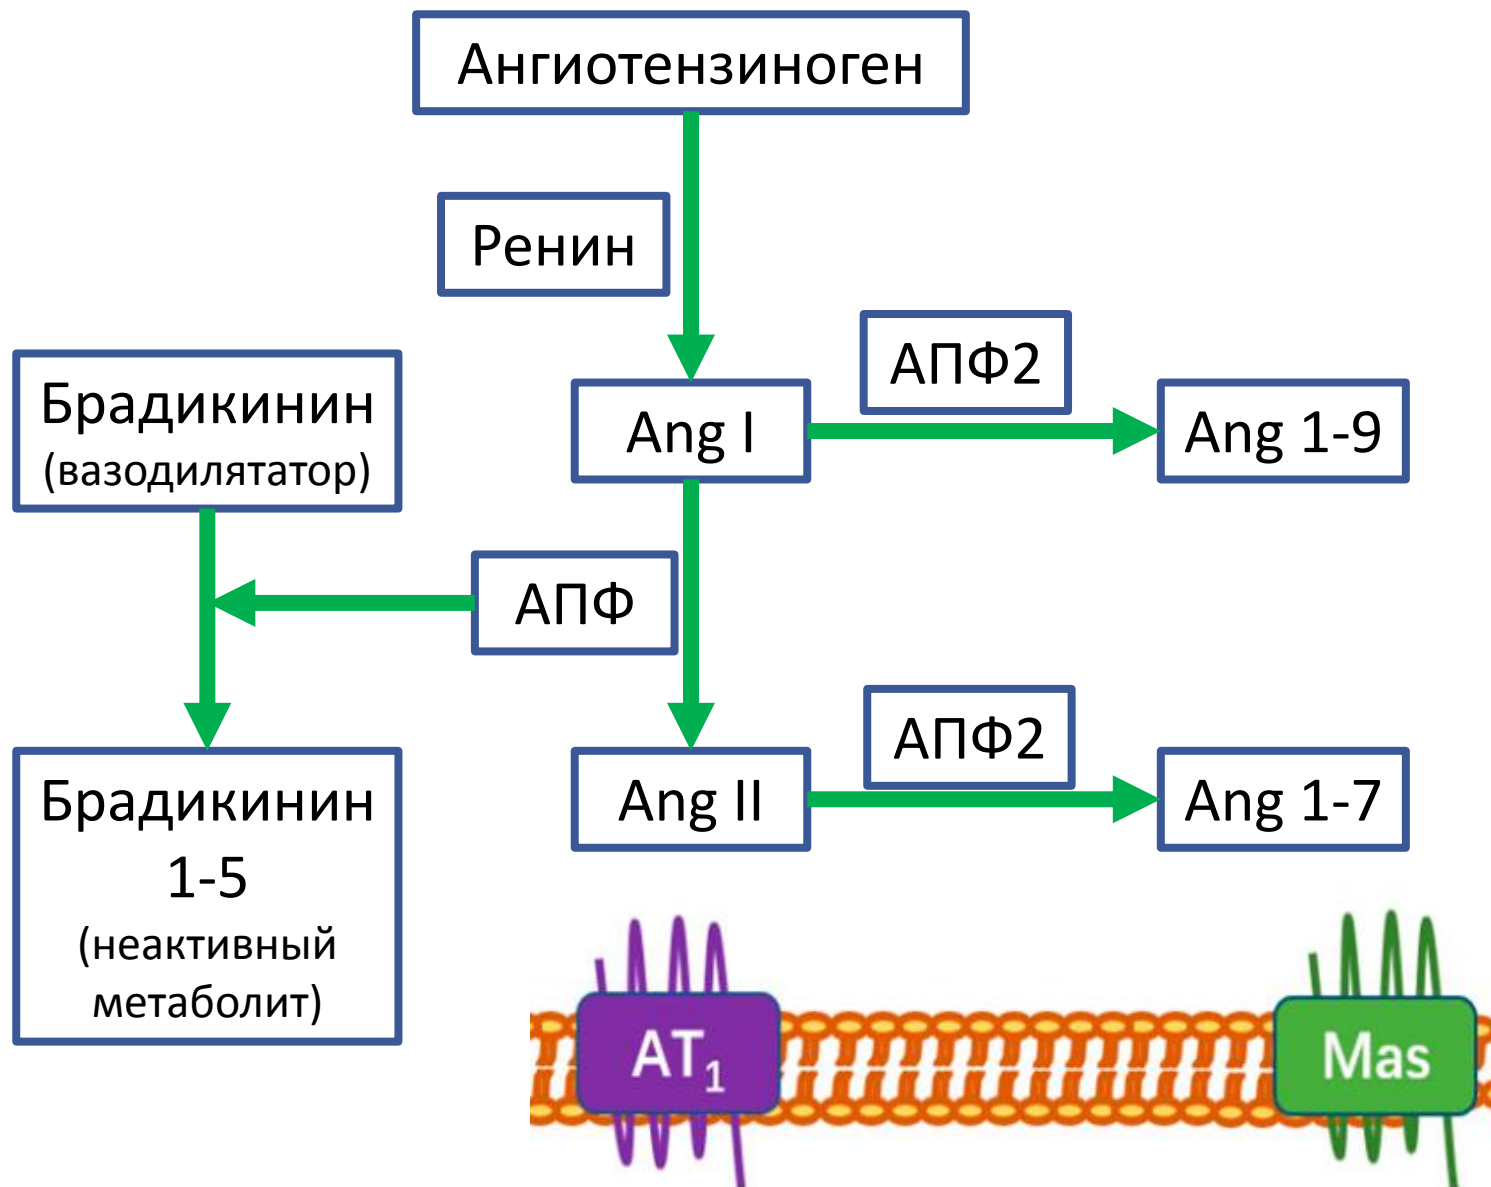 Ангиотензиноген
Ренин
АПФ2
Брадикинин
(вазодилятатор)
Ang I
Ang 1-9
АПФ
АПФ2
Брадикинин
1-5
(неактивный
метаболит)
Ang II
Ang 1-7
AT₁
Mas